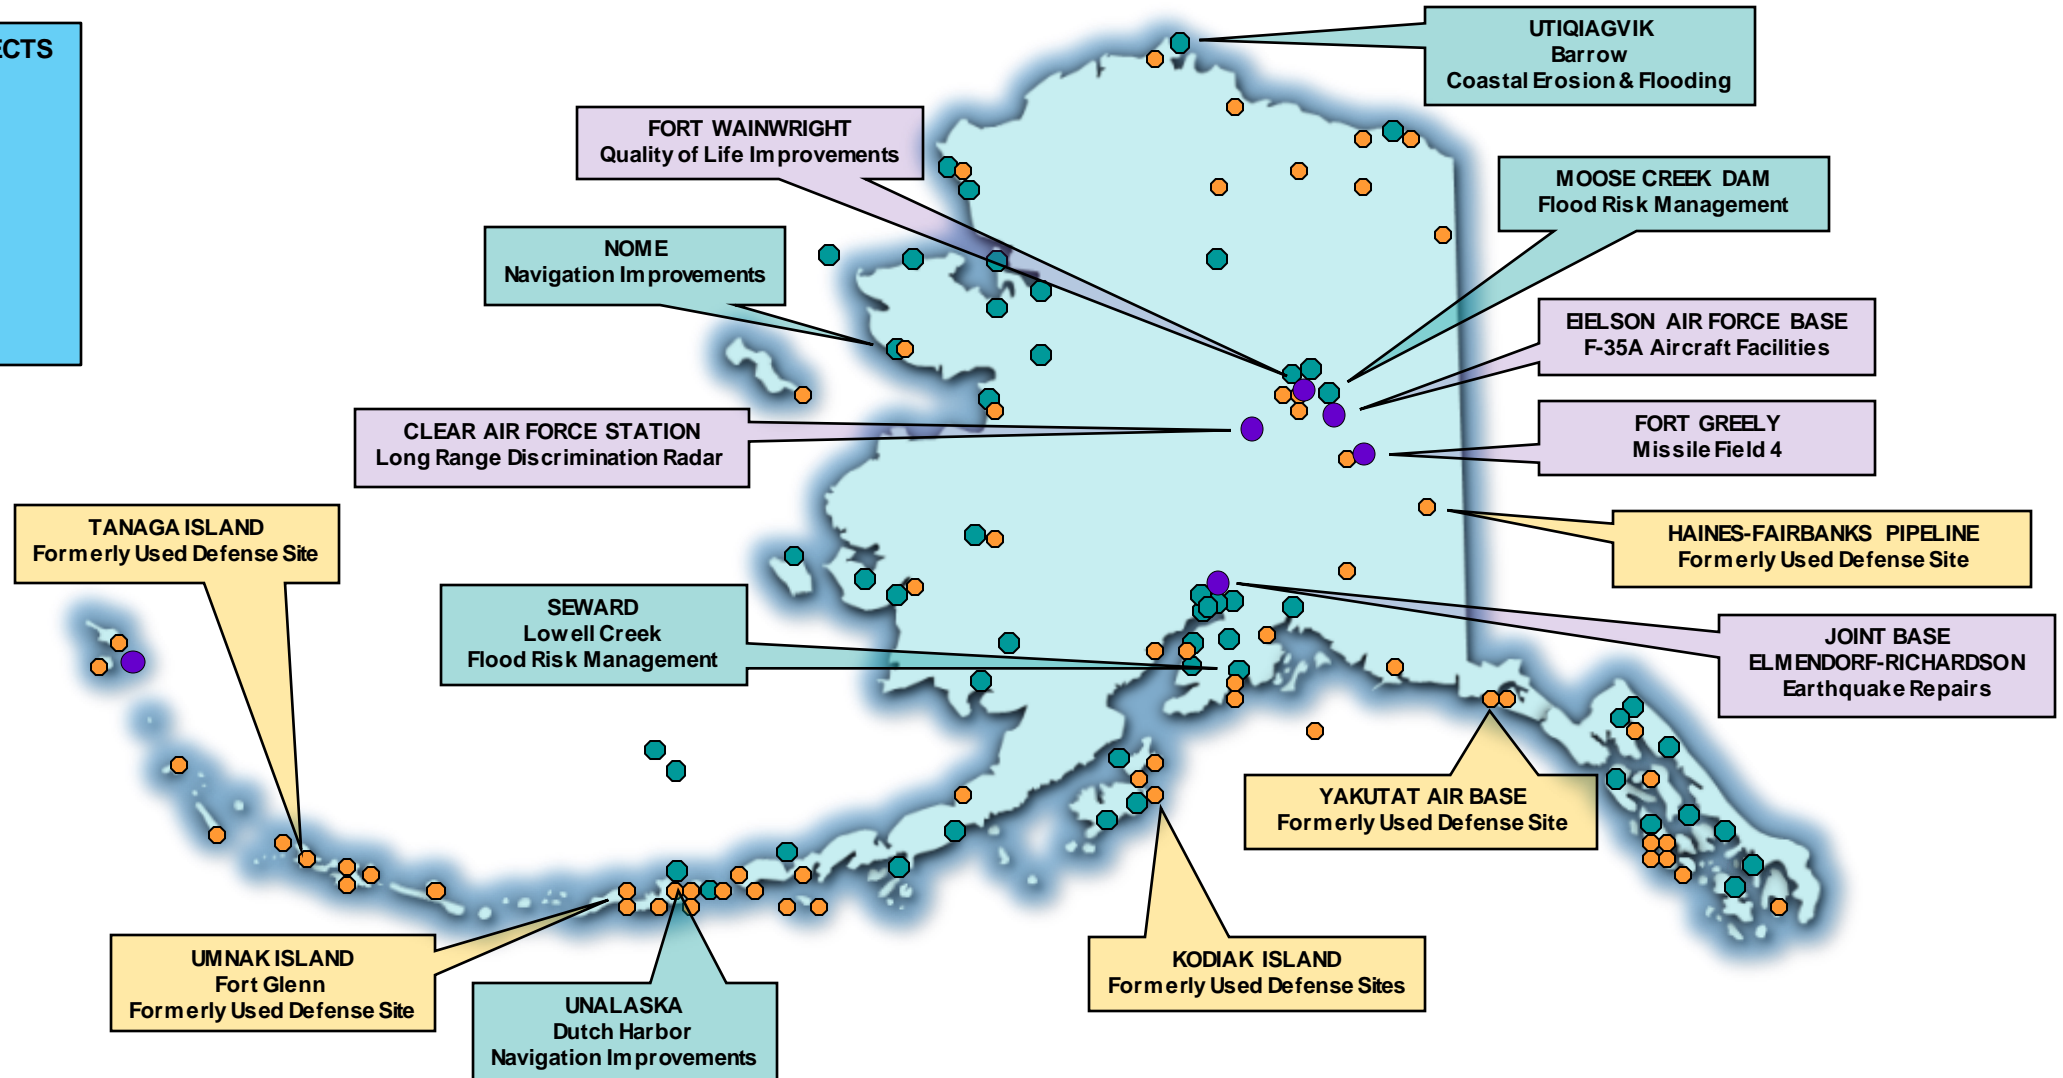 UTIQIAGVIK
Barrow
Coastal Erosion & Flooding
FORT WAINWRIGHT
Quality of Life Improvements
MOOSE CREEK DAM
Flood Risk Management
NOME
Navigation Improvements
EIELSON AIR FORCE BASE
F-35A Aircraft Facilities
CLEAR AIR FORCE STATION
Long Range Discrimination Radar
FORT GREELY
Missile Field 4
TANAGA ISLAND
Formerly Used Defense Site
HAINES-FAIRBANKS PIPELINE
Formerly Used Defense Site
SEWARD
Lowell Creek
Flood Risk Management
JOINT BASE
ELMENDORF-RICHARDSON
Earthquake Repairs
YAKUTAT AIR BASE
Formerly Used Defense Site
UMNAK ISLAND
Fort Glenn
Formerly Used Defense Site
KODIAK ISLAND
Formerly Used Defense Sites
UNALASKA
Dutch Harbor
Navigation Improvements